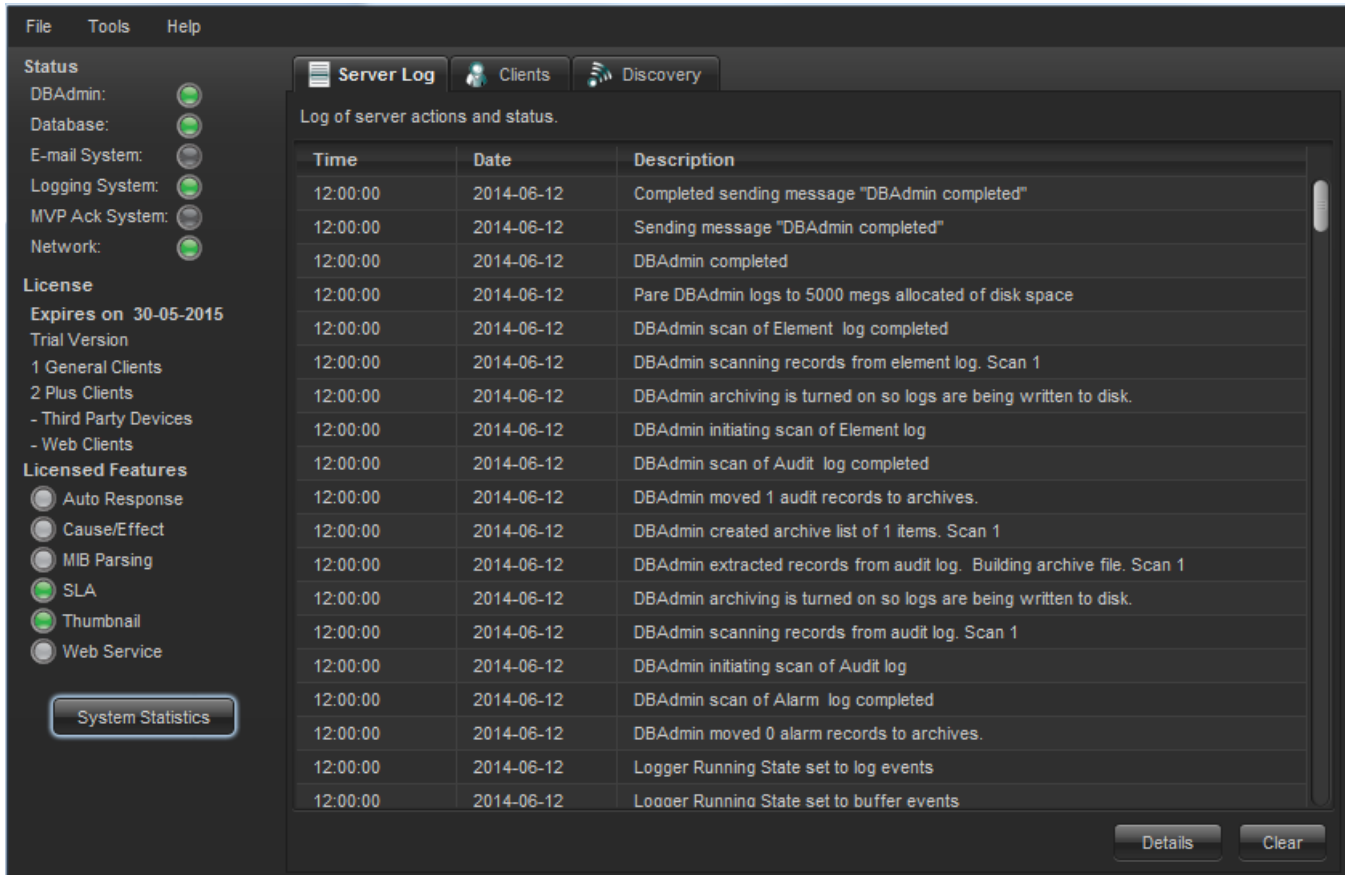 File Tools Help
Status
DBAdmin:
Database:
E-mail System:
Logging System:
MVP Ack System:
Network:
License
Expires on 30-05-2015
Trial Version
1 General Clients
2 Plus Clients
- Third Party Devices
- Web Clients
Licensed Features
Auto Response
Cause/Effect
MIB Parsing
SLA
Thumbnail
Web Service
System Statistics
Server Log Clients Discovery
Log of server actions and status.
Time Date Description
12:00:00 2014-06-12 Completed sending message "DBAdmin completed"
12:00:00 2014-06-12 Sending message "DBAdmin completed"
12:00:00 2014-06-12 DBAdmin completed
12:00:00 2014-06-12 Pare DBAdmin logs to 5000 megs allocated of disk space
12:00:00 2014-06-12 DBAdmin scan of Element log completed
12:00:00 2014-06-12 DBAdmin scanning records from element log. Scan 1
12:00:00 2014-06-12 DBAdmin archiving is turned on so logs are being written to disk.
12:00:00 2014-06-12 DBAdmin initiating scan of Element log
12:00:00 2014-06-12 DBAdmin scan of Audit log completed
12:00:00 2014-06-12 DBAdmin moved 1 audit records to archives.
12:00:00 2014-06-12 DBAdmin created archive list of 1 items. Scan 1
12:00:00 2014-06-12 DBAdmin extracted records from audit log. Building archive file. Scan 1
12:00:00 2014-06-12 DBAdmin archiving is turned on so logs are being written to disk.
12:00:00 2014-06-12 DBAdmin scanning records from audit log. Scan 1
12:00:00 2014-06-12 DBAdmin initiating scan of Audit log
12:00:00 2014-06-12 DBAdmin scan of Alarm log completed
12:00:00 2014-06-12 DBAdmin moved 0 alarm records to archives.
12:00:00 2014-06-12 Logger Running State set to log events
12:00:00 2014-06-12 Logger Running State set to buffer events
Details Clear